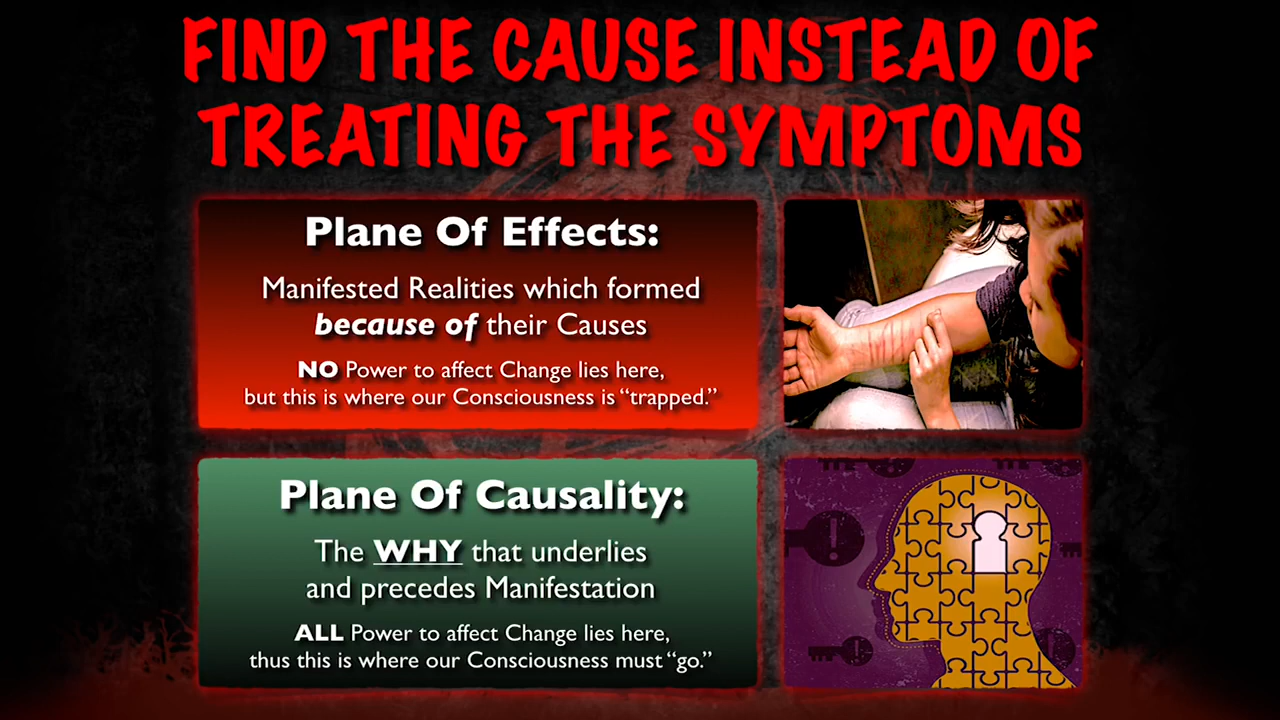 FIND THE CAUSE INSTEAD OF
TREATING THE SYMPTOMS
Plane Of Effects:
Manifested Realities which formed
because of their Causes
NO Power to affect Change lies here,
but this is where our Consciousness is “trapped.”
Plane Of Causality:
The WHY that underlies
and precedes Manifestation
ALL Power to affect Change lies here,
thus this is where our Consciousness must “go.”